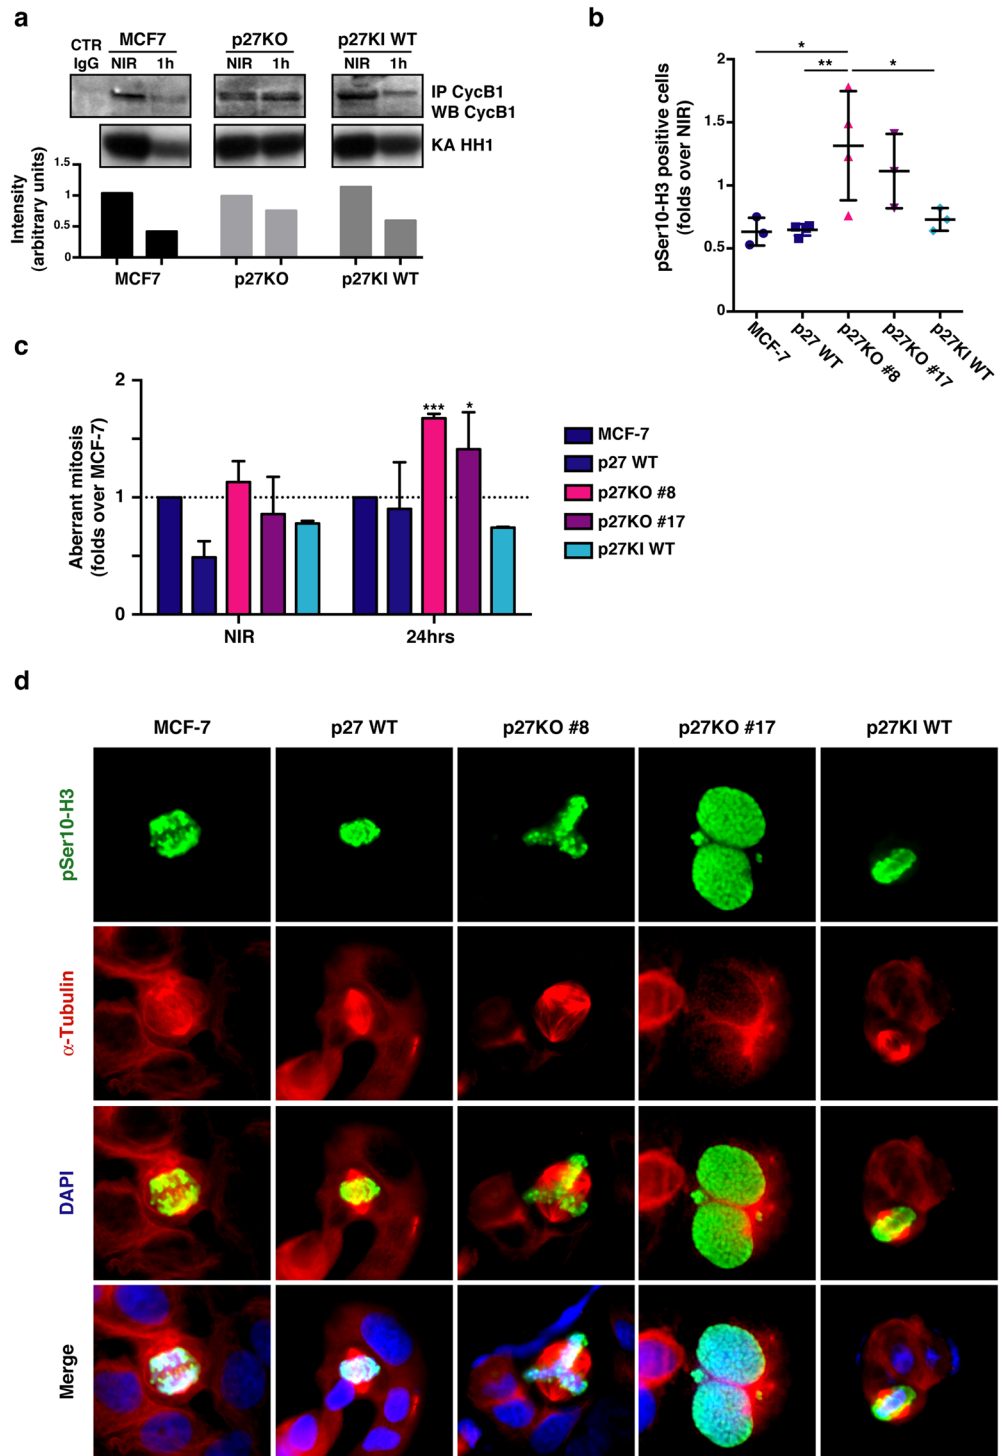 a
CTR
IgG
MCF7
p27KO
p27KI WT
NIR 1h
NIR 1h
NIR 1h
IP CycB1
WB CycB1
KA HH1
Intensity
(arbitrary units)
1.5
1
0.5
0
MCF7
p27KO
p27KI WT
b
pSer10-H3 positive cells
(folds over NIR)
2
1.5
1
0.5
0
*
**
*
MCF-7
p27 WT
p27KO #8
p27KO #17
p27KI WT
c
Aberrant mitosis
(folds over MCF-7)
2
1
0
***
*
NIR
24hrs
MCF-7
p27 WT
p27KO #8
p27KO #17
p27KI WT
d
MCF-7
p27 WT
p27KO #8
p27KO #17
p27KI WT
pSer10-H3
α-Tubulin
DAPI
Merge